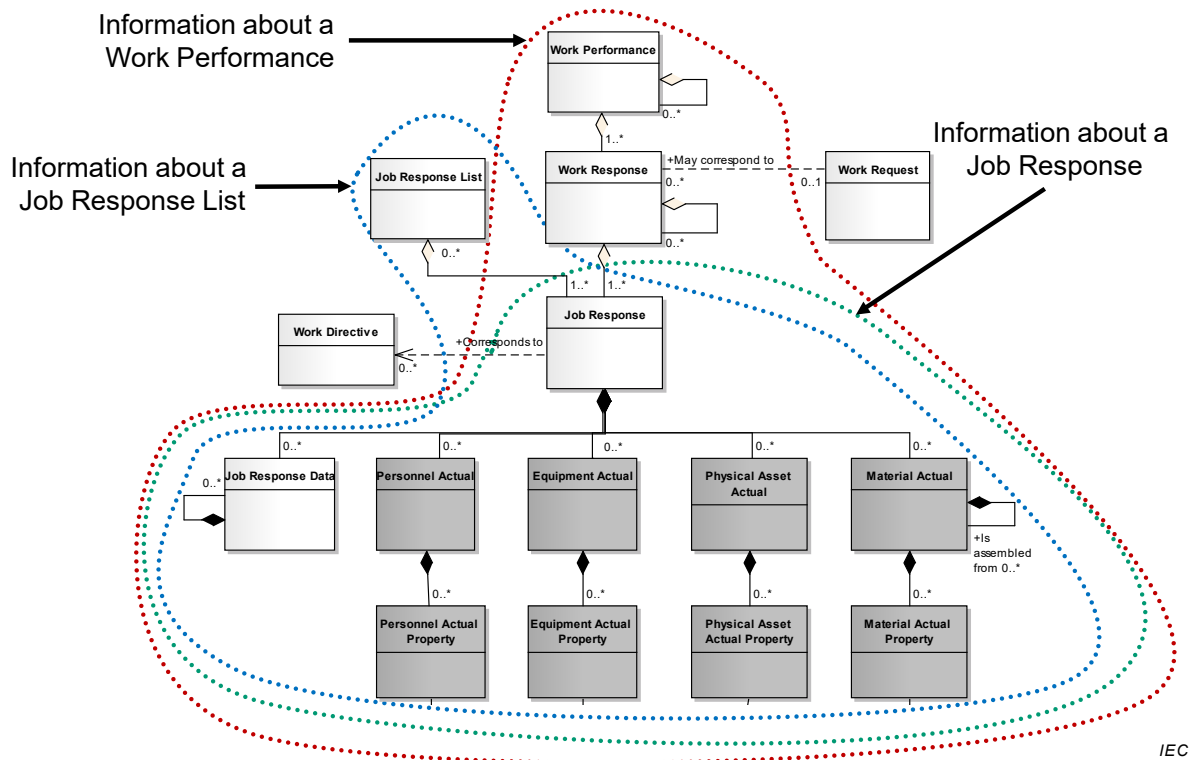 Information about a
Work Performance
Work Performance
0..*
1..*
Information about a
Job Response
Information about a
Job Response List
Job Response List
Work Response
+May correspond to
0..*
0..1
Work Request
0..*
0..*
1..*
1..*
Job Response
Work Directive
+Corresponds to
0..*
0..*
0..*
0..*
0..*
0..*
0..*
Job Response Data
Personnel Actual
Equipment Actual
Physical Asset
Actual
Material Actual
+Is
assembled
from 0..*
0..*
0..*
0..*
0..*
Personnel Actual
Property
Equipment Actual
Property
Physical Asset
Actual Property
Material Actual
Property
IEC